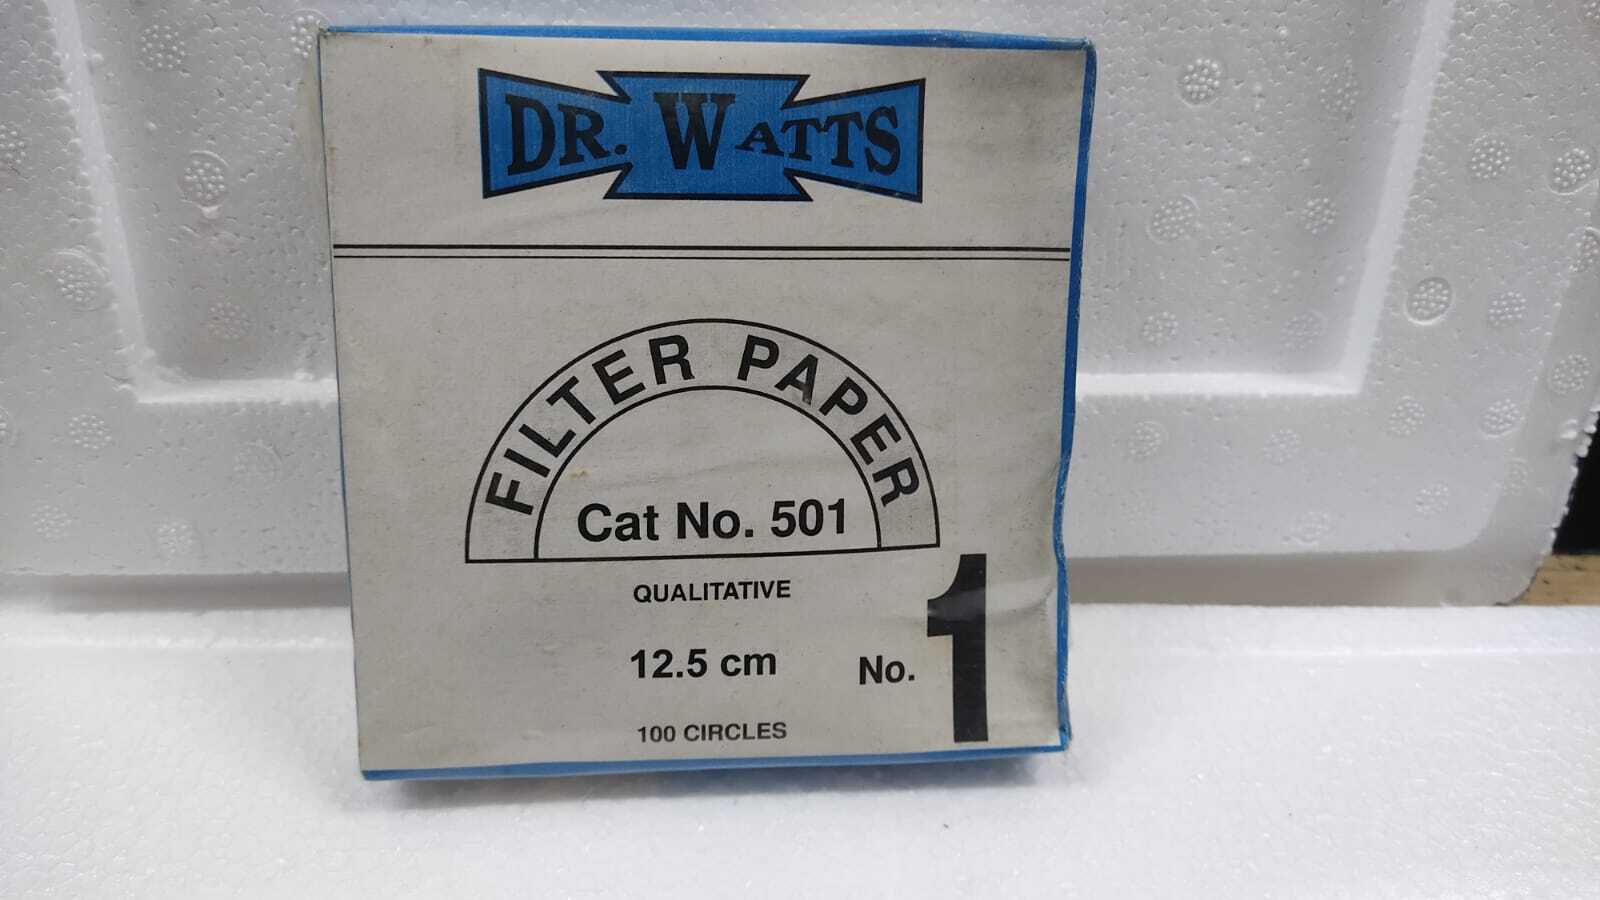 DR. WATTS
FILTER PAPER
Cat No. 501
QUALITATIVE
12.5 cm
No. 1
100 CIRCLES